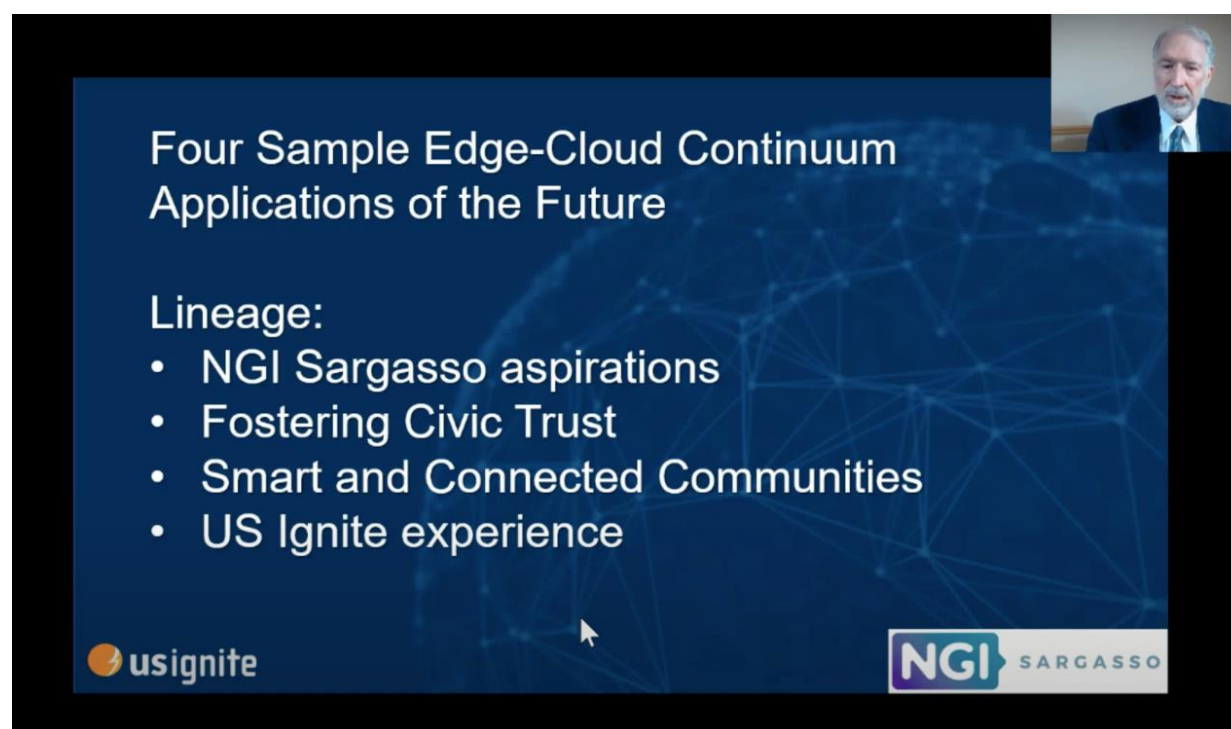 Four Sample Edge-Cloud Continuum
Applications of the Future
Lineage:
• NGI Sargasso aspirations
• Fostering Civic Trust
• Smart and Connected Communities
• US Ignite experience
usignite
NGI SARGASSO